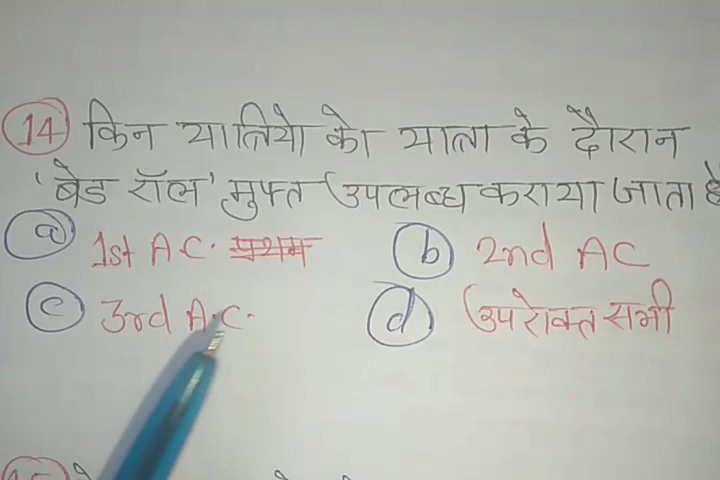 14 किन यात्रियो को यात्रा के दौरान
'बेड रॉल' मुफ्त उपलब्ध कराया जाता है
a 1st A.C. प्रथम b 2nd AC
c 3rd A.C. d उपरोक्त सभी